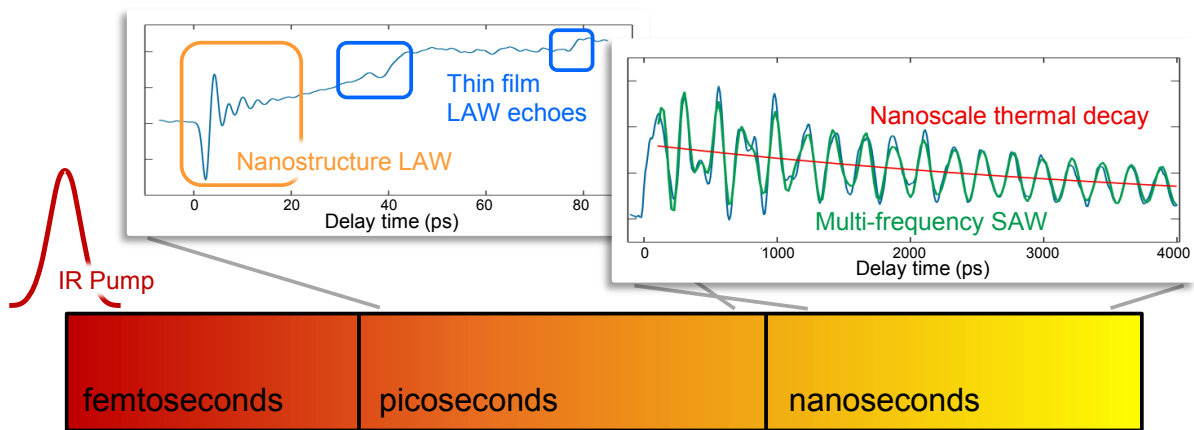 Thin film
LAW echoes
Nanostructure LAW
0 20 40 60 80
Delay time (ps)
Nanoscale thermal decay
Multi-frequency SAW
0 1000 2000 3000 4000
Delay time (ps)
IR Pump
femtoseconds picoseconds nanoseconds